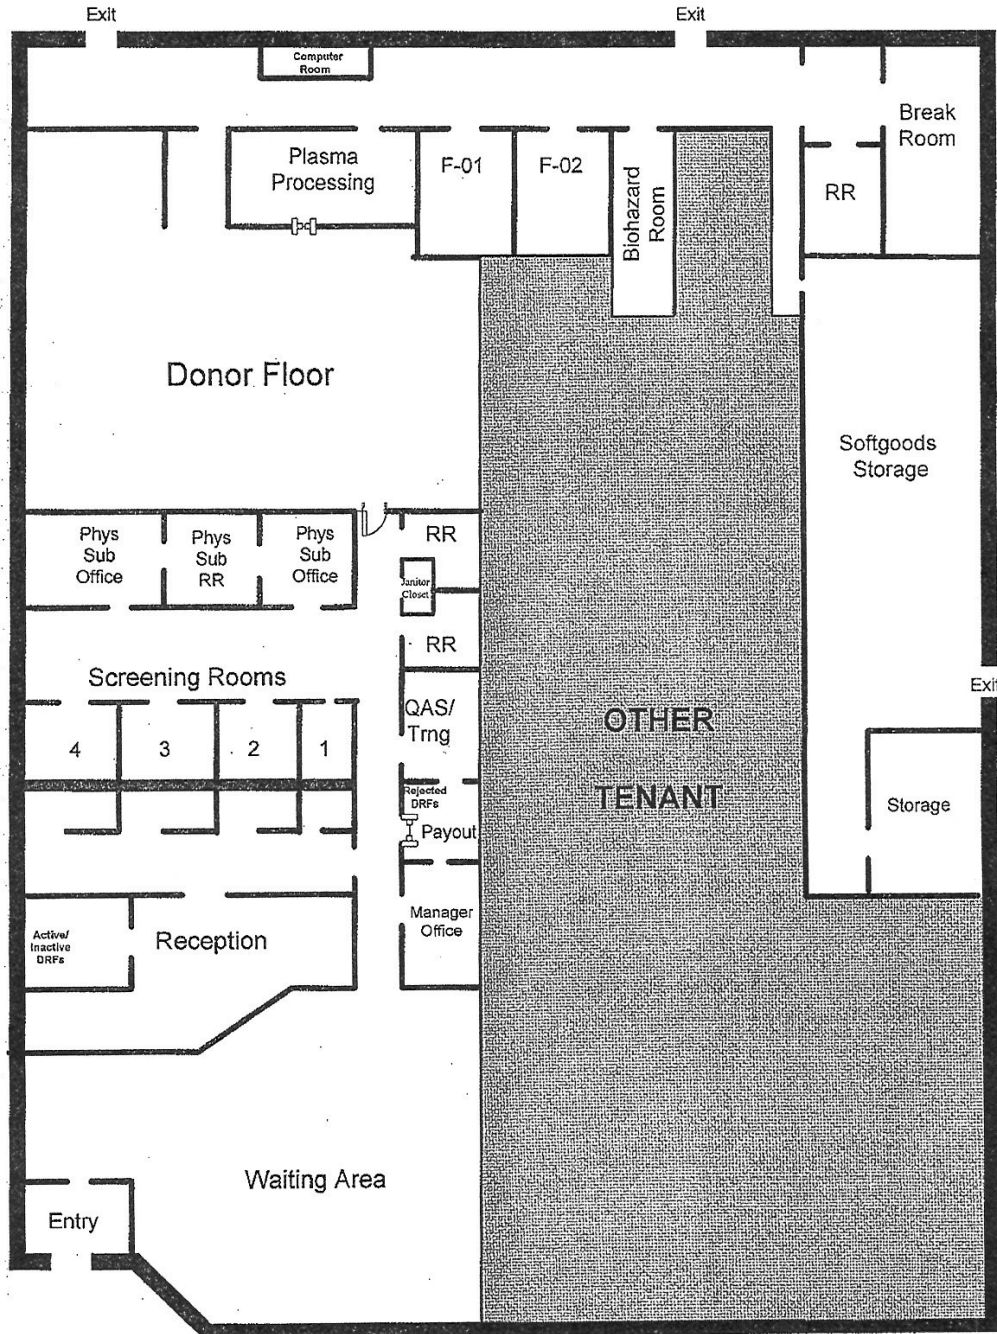 Exit
Exit
Computer
Room
Break
Room
Plasma
Processing
F-01
F-02
Biohazard
Room
RR
Donor Floor
Softgoods
Storage
Phys
Sub
Office
Phys
Sub
RR
Phys
Sub
Office
RR
Janitor
Closet
RR
Screening Rooms
Exit
QAS/
Trng
OTHER
TENANT
4
3
2
1
Rejected
DRFs
Payout
Storage
Manager
Office
Active/
Inactive
DRFs
Reception
Waiting Area
Entry